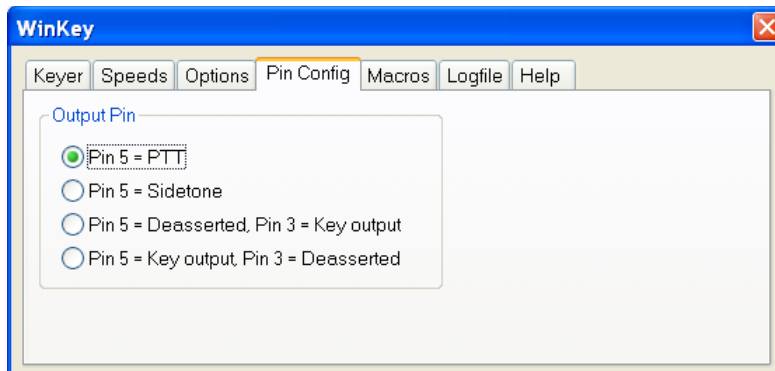 WinKey
Keyer Speeds Options Pin Config Macros Logfile Help
Output Pin
Pin 5 = PTT
Pin 5 = Sidetone
Pin 5 = Deasserted, Pin 3 = Key output
Pin 5 = Key output, Pin 3 = Deasserted